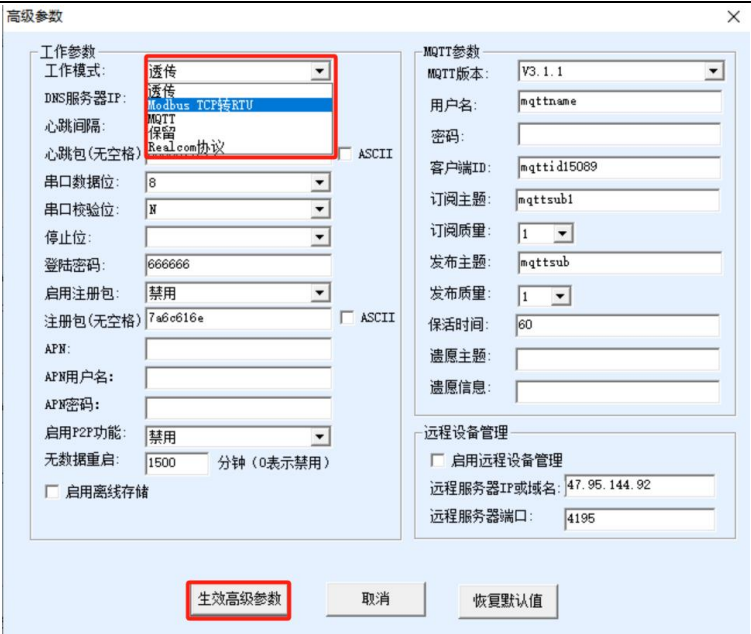 高级参数
工作参数
工作模式: 透传
透传
Modbus TCP转RTU
MQTT
保留
Realcom协议
DNS服务器IP:
心跳间隔:
心跳包(无空格) ASCII
串口数据位: 8
串口校验位: N
停止位:
登陆密码: 666666
启用注册包: 禁用
注册包(无空格) 7a6c616e ASCII
APN:
APN用户名:
APN密码:
启用P2P功能: 禁用
无数据重启: 1500 分钟（0表示禁用）
启用离线存储
MQTT参数
MQTT版本: V3.1.1
用户名: mqttname
密码:
客户端ID: mqttid15089
订阅主题: mqttsub1
订阅质量: 1
发布主题: mqttsub
发布质量: 1
保活时间: 60
遗愿主题:
遗愿信息:
远程设备管理
启用远程设备管理
远程服务器IP或域名: 47.95.144.92
远程服务器端口: 4195
生效高级参数 取消 恢复默认值